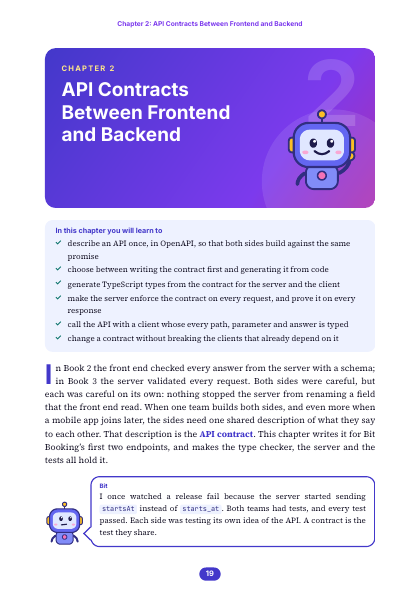 Chapter 2: API Contracts Between Frontend and Backend
2
CHAPTER 2
API Contracts
Between Frontend
and Backend
In this chapter you will learn to
describe an API once, in OpenAPI, so that both sides build against the same
promise
choose between writing the contract first and generating it from code
generate TypeScript types from the contract for the server and the client
make the server enforce the contract on every request, and prove it on every
response
call the API with a client whose every path, parameter and answer is typed
change a contract without breaking the clients that already depend on it
In Book 2 the front end checked every answer from the server with a schema;
in Book 3 the server validated every request. Both sides were careful, but
each was careful on its own: nothing stopped the server from renaming a field
that the front end read. When one team builds both sides, and even more when
a mobile app joins later, the sides need one shared description of what they say
to each other. That description is the API contract. This chapter writes it for Bit
Booking's first two endpoints, and makes the type checker, the server and the
tests all hold it.
Bit
I once watched a release fail because the server started sending
startsAt instead of starts_at. Both teams had tests, and every test
passed. Each side was testing its own idea of the API. A contract is the
test they share.
19